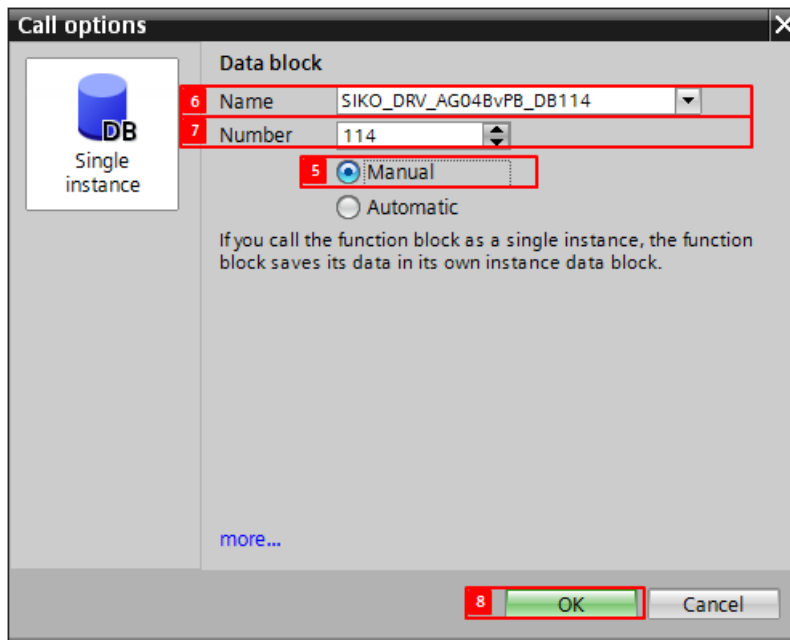 Call options
DB
Single
instance
Data block
6 Name SIKO_DRV_AG04BvPB_DB114
7 Number 114
5 Manual
Automatic
If you call the function block as a single instance, the function
block saves its data in its own instance data block.
more...
8 OK Cancel